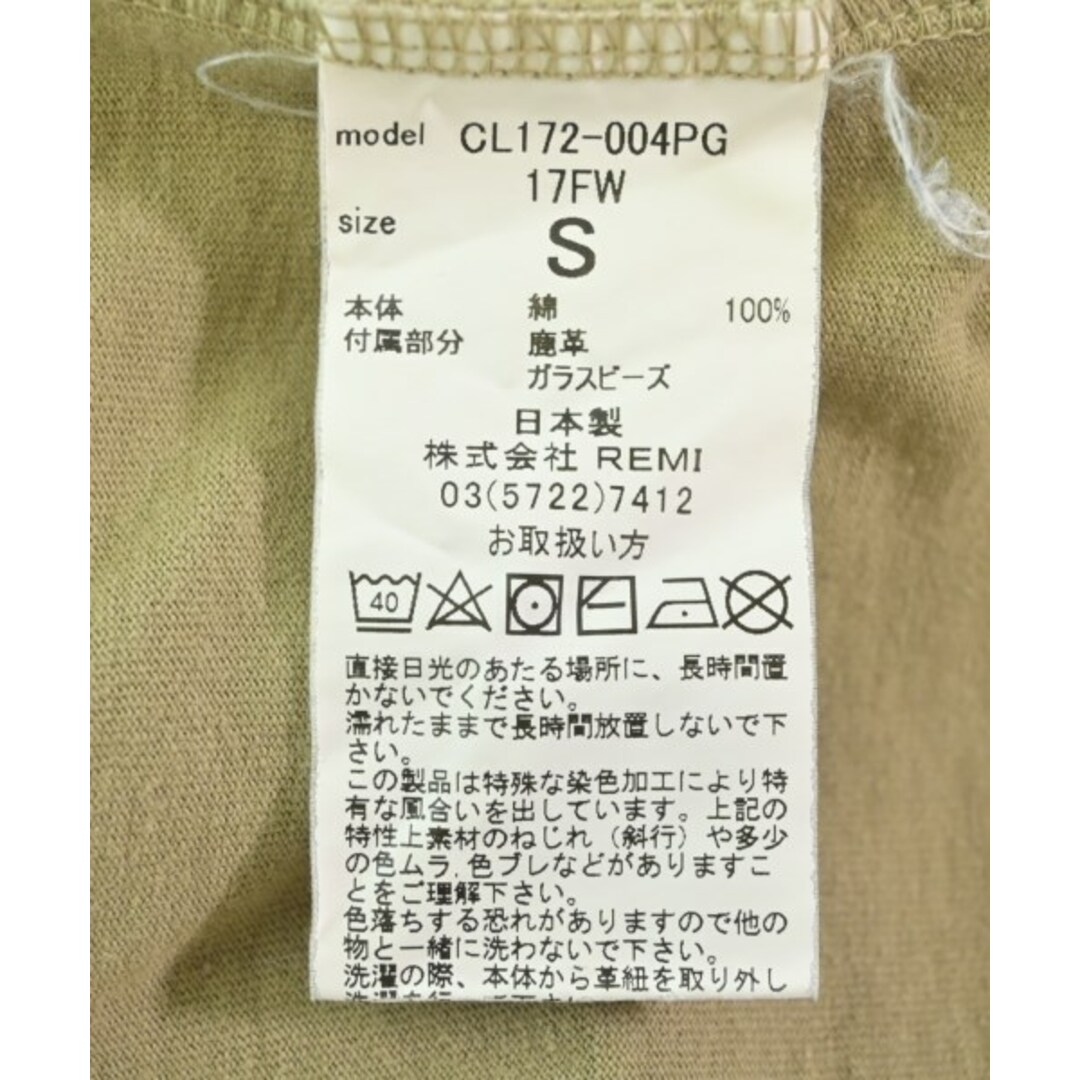 model CL172-004PG
17FW
size S
本体 綿 100%
付属部分 鹿革
ガラスビーズ
日本製
株式会社 REMI
03(5722)7412
お取扱い方
40
直接日光のあたる場所に、長時間置
かないでください。
濡れたままで長時間放置しないで下
さい。
この製品は特殊な染色加工により特
有な風合いを出しています。上記の
特性上素材のねじれ（斜行）や多少
の色ムラ,色ブレなどがありますこ
とをご理解下さい。
色落ちする恐れがありますので他の
物と一緒に洗わないで下さい。
洗濯の際、本体から革紐を取り外し